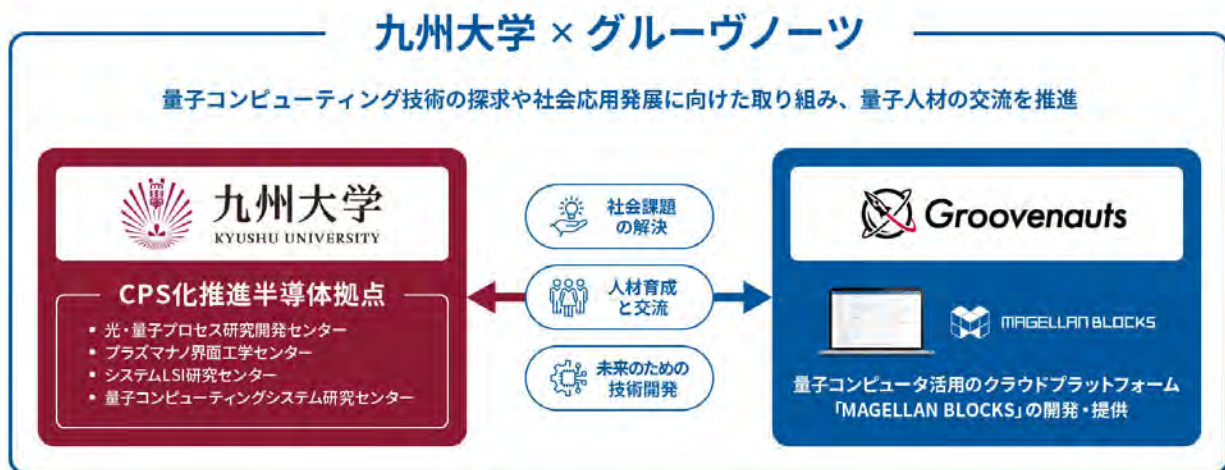 九州大学 × グルーヴノーツ
量子コンピューティング技術の探求や社会応用発展に向けた取り組み、量子人材の交流を推進
九州大学
KYUSHU UNIVERSITY
CPS化推進半導体拠点
• 光・量子プロセス研究開発センター
• プラズマナノ界面工学センター
• システムLSI研究センター
• 量子コンピューティングシステム研究センター
社会課題
の解決
人材育成
と交流
未来のための
技術開発
Groovenauts
MAGELLAN BLOCKS
量子コンピュータ活用のクラウドプラットフォーム
「MAGELLAN BLOCKS」の開発・提供